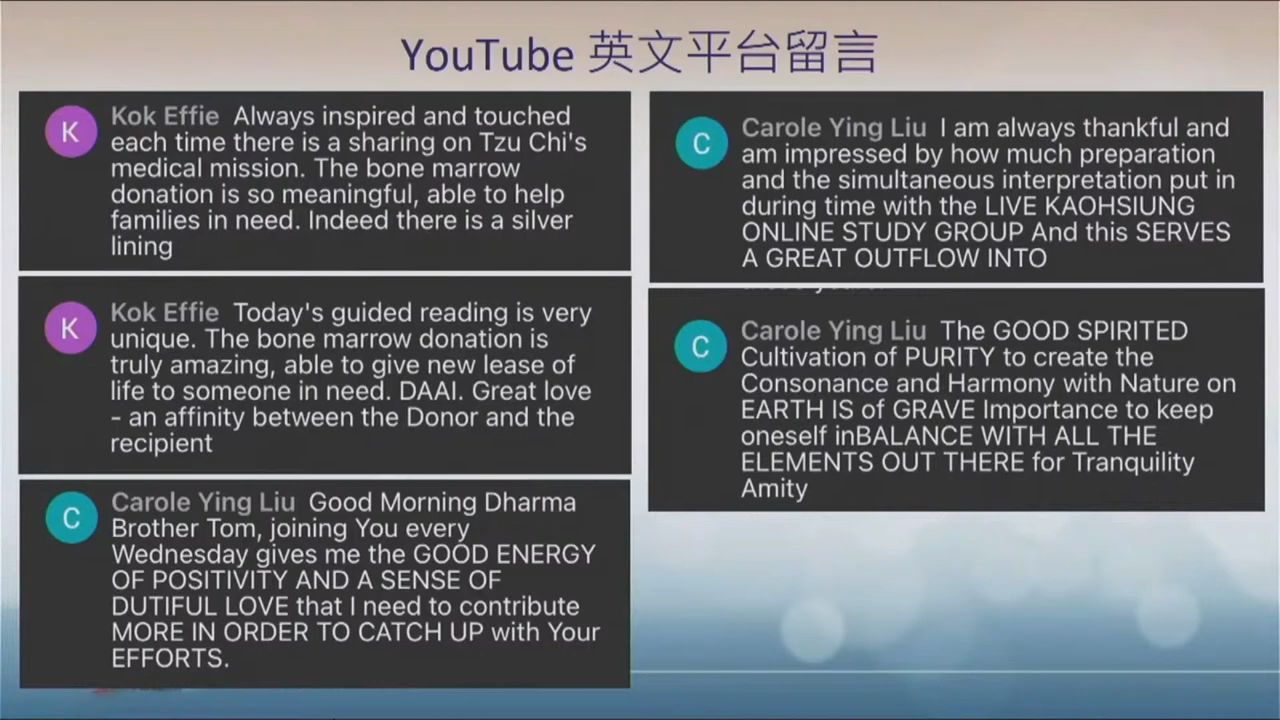 YouTube 英文平台留言
K
Kok Effie Always inspired and touched
each time there is a sharing on Tzu Chi's
medical mission. The bone marrow
donation is so meaningful, able to help
families in need. Indeed there is a silver
lining
K
Kok Effie Today's guided reading is very
unique. The bone marrow donation is
truly amazing, able to give new lease of
life to someone in need. DAAI. Great love
- an affinity between the Donor and the
recipient
C
Carole Ying Liu Good Morning Dharma
Brother Tom, joining You every
Wednesday gives me the GOOD ENERGY
OF POSITIVITY AND A SENSE OF
DUTIFUL LOVE that I need to contribute
MORE IN ORDER TO CATCH UP with Your
EFFORTS.
C
Carole Ying Liu I am always thankful and
am impressed by how much preparation
and the simultaneous interpretation put in
during time with the LIVE KAOHSIUNG
ONLINE STUDY GROUP And this SERVES
A GREAT OUTFLOW INTO
C
Carole Ying Liu The GOOD SPIRITED
Cultivation of PURITY to create the
Consonance and Harmony with Nature on
EARTH IS of GRAVE Importance to keep
oneself inBALANCE WITH ALL THE
ELEMENTS OUT THERE for Tranquility
Amity